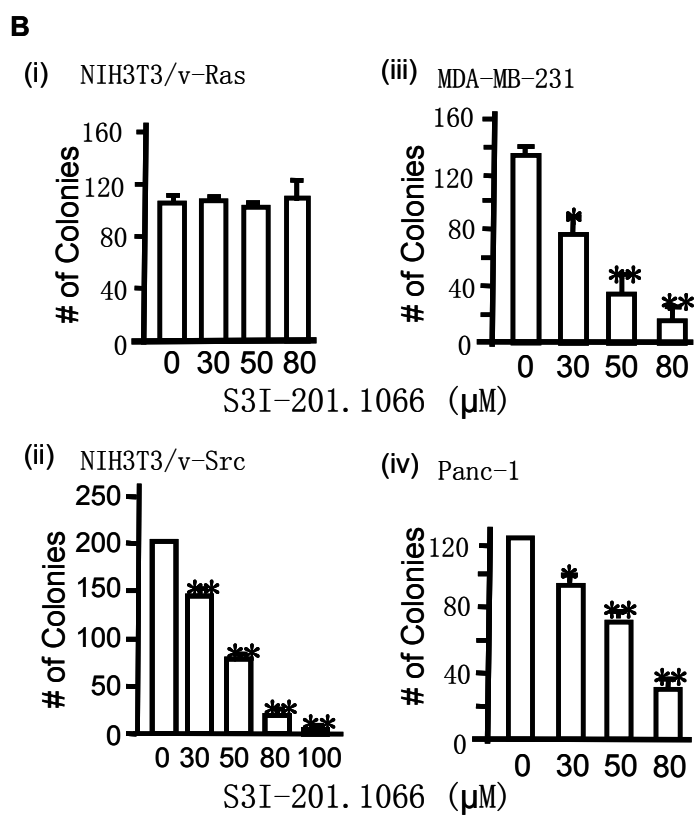 B
(i) NIH3T3/v-Ras
160
120
80
40
0
# of Colonies
0 30 50 80
(iii) MDA-MB-231
160
120
80
40
0
# of Colonies
* ** **
0 30 50 80
S3I-201.1066 (µM)
(ii) NIH3T3/v-Src
250
200
150
100
50
0
# of Colonies
** ** ** **
0 30 50 80 100
(iv) Panc-1
120
80
40
0
# of Colonies
* ** **
0 30 50 80
S3I-201.1066 (µM)